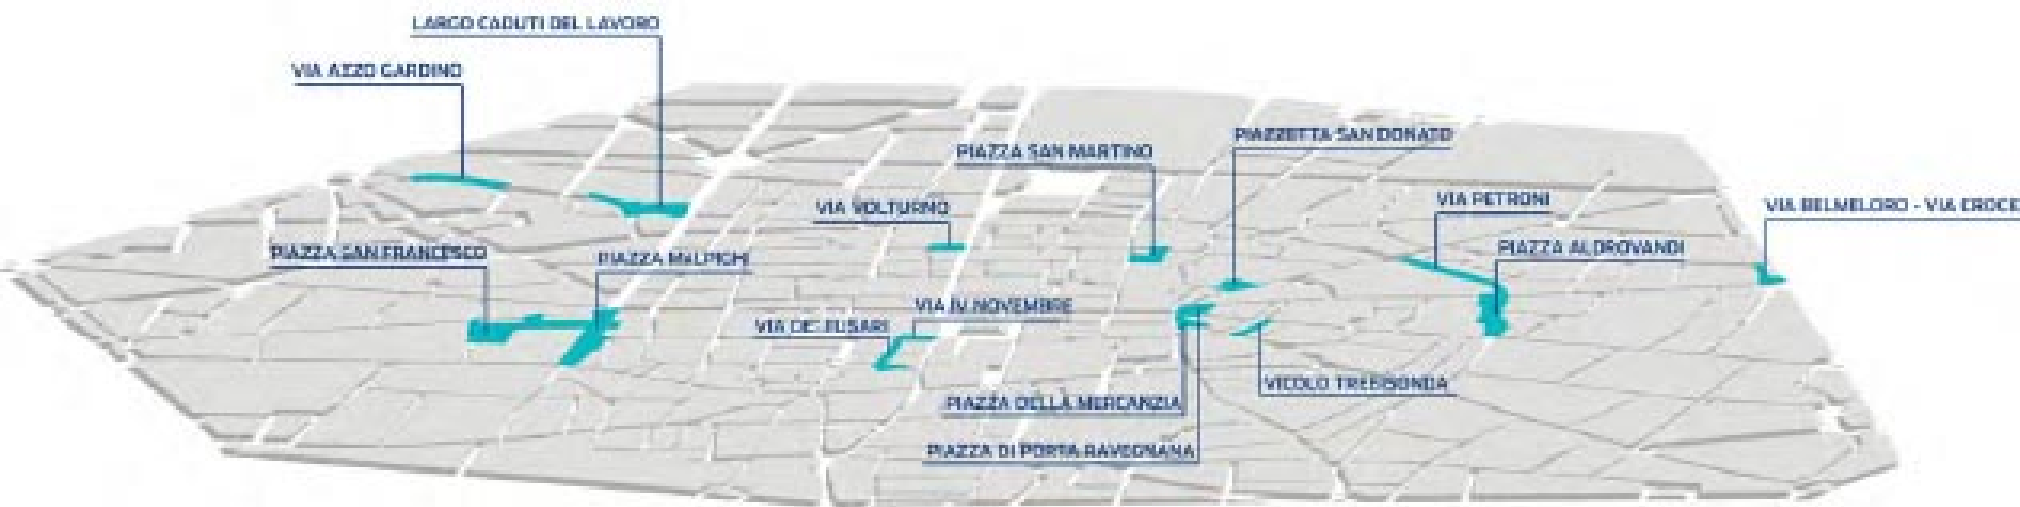 LARGO CADUTI DEL LAVORO
VIA AZZO GARDINO
PIAZZETTA SAN DONATO
PIAZZA SAN MARTINO
VIA PETRONI
VIA BELMELORO - VIA CROCE
VIA VOLTURNO
PIAZZA SAN FRANCESCO
PIAZZA MALPIGHI
PIAZZA ALDROVANDI
VIA IV NOVEMBRE
VIA DE' FUSARI
VICOLO TREBISONDA
PIAZZA DELLA MERCANZIA
PIAZZA DI PORTA RAVEGNANA